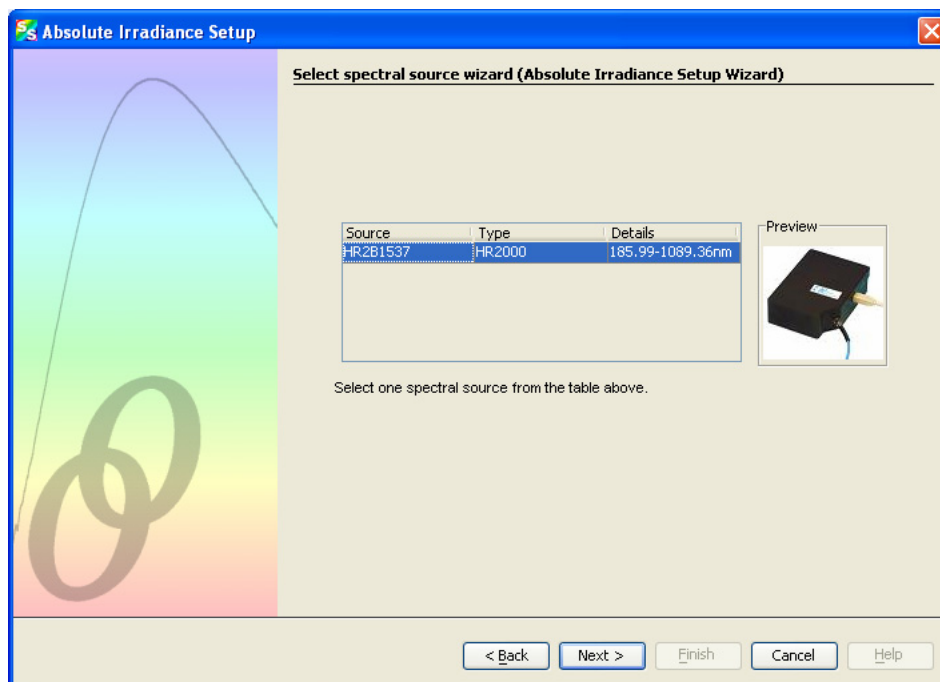 Absolute Irradiance Setup
Select spectral source wizard (Absolute Irradiance Setup Wizard)
Source Type Details
HR2B1537 HR2000 185.99-1089.36nm
Preview
Select one spectral source from the table above.
< Back Next > Finish Cancel Help